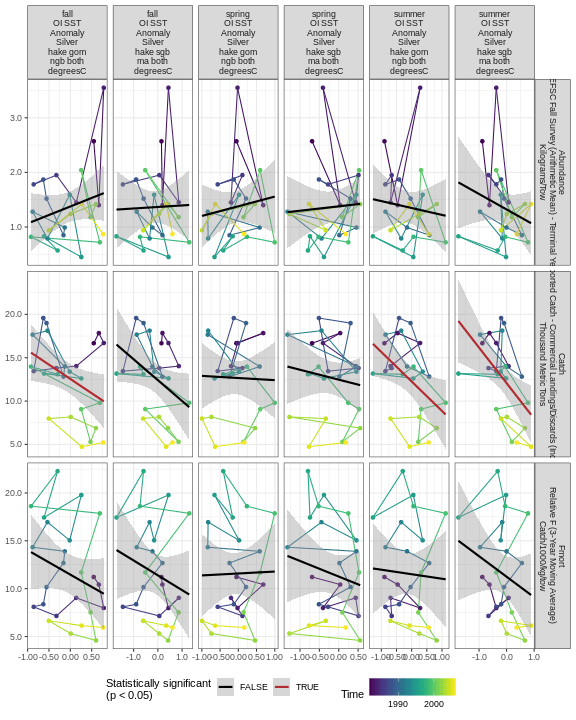 fall
OI SST
Anomaly
Silver
hake gom
ngb both
degreesC
fall
OI SST
Anomaly
Silver
hake sgb
ma both
degreesC
spring
OI SST
Anomaly
Silver
hake gom
ngb both
degreesC
spring
OI SST
Anomaly
Silver
hake sgb
ma both
degreesC
summer
OI SST
Anomaly
Silver
hake gom
ngb both
degreesC
summer
OI SST
Anomaly
Silver
hake sgb
ma both
degreesC
3.0
2.0
1.0
Abundance
EFSC Fall Survey (Arithmetic Mean) - Terminal Ye
Kilograms/Tow
20.0
15.0
10.0
5.0
Catch
ported Catch - Commercial Landings/Discards (Inc
Thousand Metric Tons
20.0
15.0
10.0
5.0
Fmort
Relative F (3-Year Moving Average)
Catch/1000/kg/tow
-1.00 -0.50 0.00 0.50
-1.0 0.0 1.0
-1.00 -0.50 0.00 0.50 1.00
-1.0 0.0 1.0
-1.00 -0.50 0.00 0.50 1.00
-1.0 0.0 1.0
Statistically significant
(p < 0.05)
FALSE
TRUE
Time
1990 2000